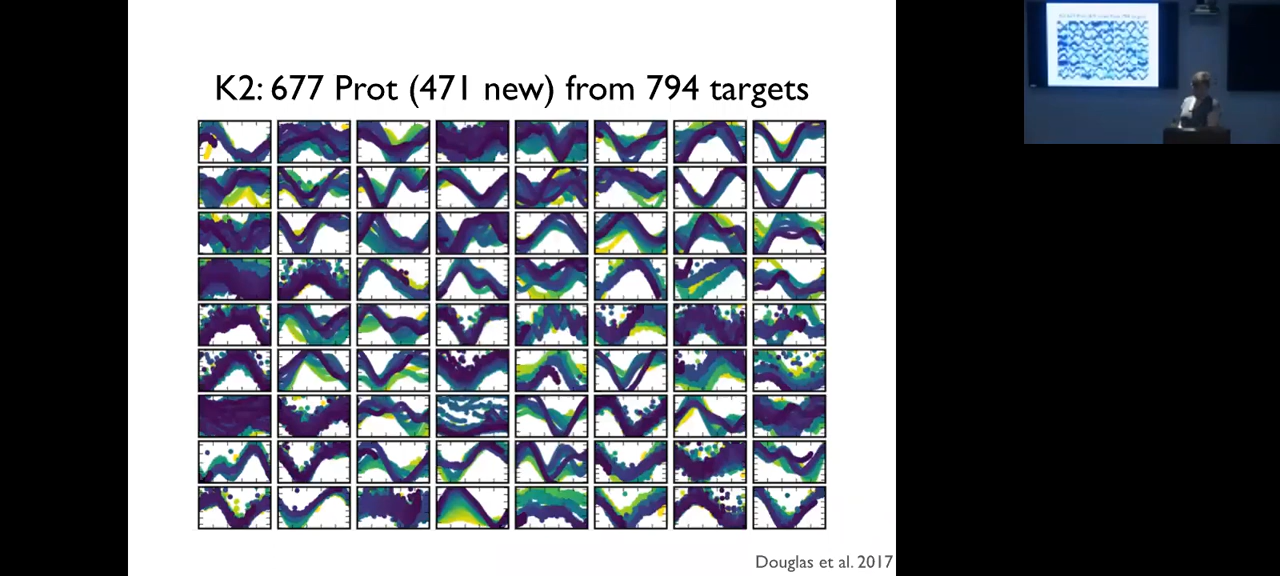 K2: 677 Prot (471 new) from 794 targets
Douglas et al. 2017